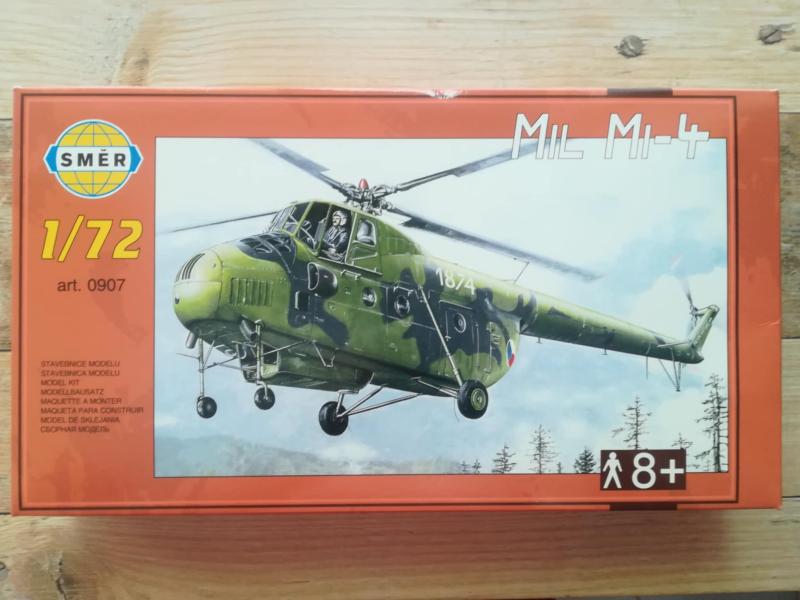 SMĚR
MIL MI-4
1/72
art. 0907
1874
STAVEBNICE MODELU
STAVEBNICA MODELU
MODEL KIT
MODELLBAUSATZ
MAQUETTE A MONTER
MAQUETA PARA CONSTRUIR
MODEL DE SKLEJANIA
СБОРНАЯ МОДЕЛЬ
8+